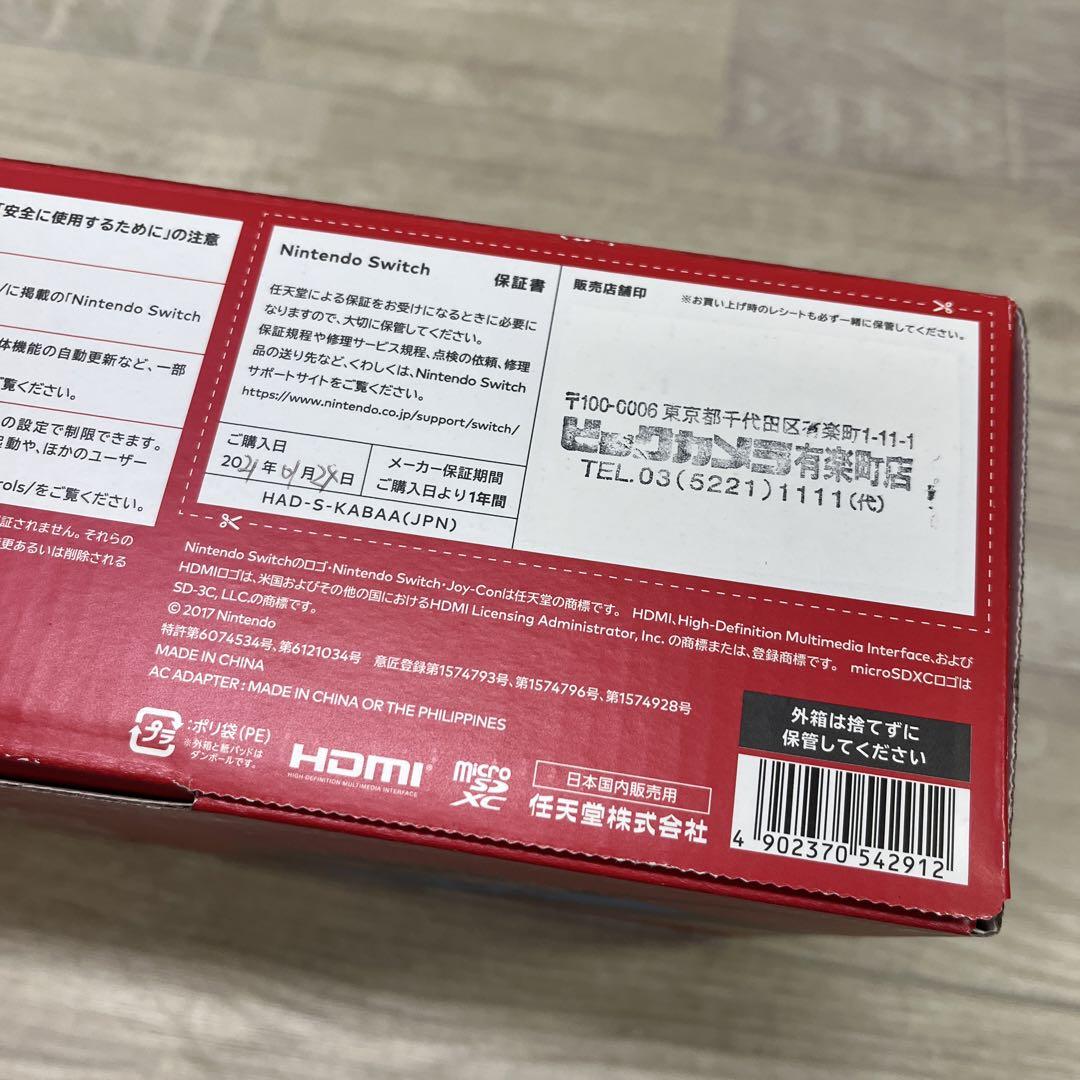 「安全に使用するために」の注意
/に掲載の「Nintendo Switch
体機能の自動更新など、一部
ご覧ください。
の設定で制限できます。
起動や、ほかのユーザー
rols/をご覧ください。
証されません。それらの
更あるいは削除される
Nintendo Switch
保証書
任天堂による保証をお受けになるときに必要に
なりますので、大切に保管してください。
保証規程や修理サービス規程、点検の依頼、修理
品の送り先など、くわしくは、Nintendo Switch
サポートサイトをご覧ください。
https://www.nintendo.co.jp/support/switch/
ご購入日
2021年 月28日
メーカー保証期間
ご購入日より1年間
HAD-S-KABAA(JPN)
販売店舗印
※お買い上げ時のレシートも必ず一緒に保管してください。
〒100-0006 東京都千代田区有楽町1-11-1
ビックカメラ有楽町店
TEL.03(5221)1111(代)
Nintendo Switchのロゴ・Nintendo Switch・Joy-Conは任天堂の商標です。 HDMI、High-Definition Multimedia Interface、および
HDMIロゴは、米国およびその他の国におけるHDMI Licensing Administrator, Inc. の商標または、登録商標です。 microSDXCロゴは
SD-3C, LLC.の商標です。
© 2017 Nintendo
特許第6074534号、第6121034号 意匠登録第1574793号、第1574796号、第1574928号
MADE IN CHINA
AC ADAPTER : MADE IN CHINA OR THE PHILIPPINES
プラ
:ポリ袋(PE)
※外箱と紙パッドは
ダンボールです。
HDMI
HIGH-DEFINITION MULTIMEDIA INTERFACE
micro
SD
XC
日本国内販売用
任天堂株式会社
外箱は捨てずに
保管してください
4 902370 542912